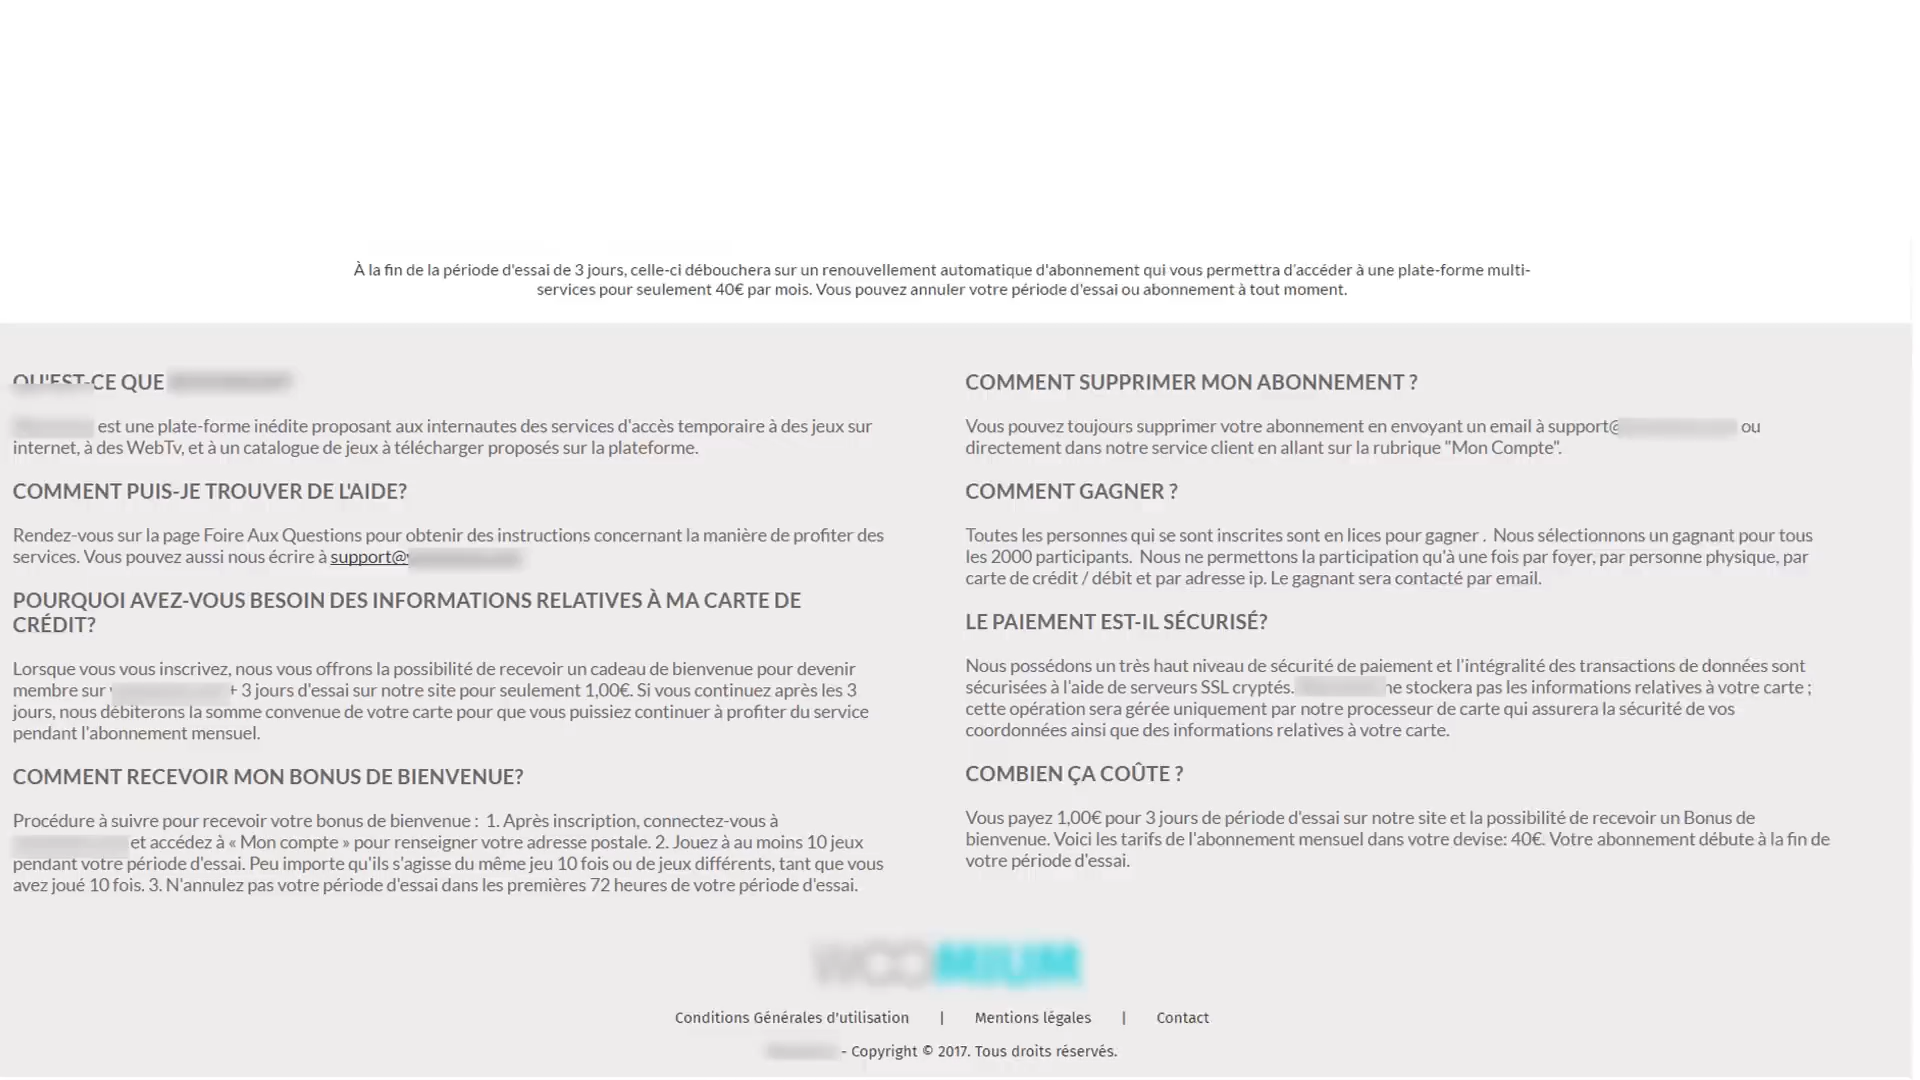 À la fin de la période d'essai de 3 jours, celle-ci débouchera sur un renouvellement automatique d'abonnement qui vous permettra d'accéder à une plate-forme multi-
services pour seulement 40€ par mois. Vous pouvez annuler votre période d'essai ou abonnement à tout moment.
QU'EST-CE QUE
est une plate-forme inédite proposant aux internautes des services d'accès temporaire à des jeux sur
internet, à des WebTv, et à un catalogue de jeux à télécharger proposés sur la plateforme.
COMMENT PUIS-JE TROUVER DE L'AIDE?
Rendez-vous sur la page Foire Aux Questions pour obtenir des instructions concernant la manière de profiter des
services. Vous pouvez aussi nous écrire à support@
POURQUOI AVEZ-VOUS BESOIN DES INFORMATIONS RELATIVES À MA CARTE DE
CRÉDIT?
Lorsque vous vous inscrivez, nous vous offrons la possibilité de recevoir un cadeau de bienvenue pour devenir
membre sur + 3 jours d'essai sur notre site pour seulement 1,00€. Si vous continuez après les 3
jours, nous débiterons la somme convenue de votre carte pour que vous puissiez continuer à profiter du service
pendant l'abonnement mensuel.
COMMENT RECEVOIR MON BONUS DE BIENVENUE?
Procédure à suivre pour recevoir votre bonus de bienvenue : 1. Après inscription, connectez-vous à
et accédez à « Mon compte » pour renseigner votre adresse postale. 2. Jouez à au moins 10 jeux
pendant votre période d'essai. Peu importe qu'ils s'agisse du même jeu 10 fois ou de jeux différents, tant que vous
avez joué 10 fois. 3. N'annulez pas votre période d'essai dans les premières 72 heures de votre période d'essai.
COMMENT SUPPRIMER MON ABONNEMENT ?
Vous pouvez toujours supprimer votre abonnement en envoyant un email à support@ ou
directement dans notre service client en allant sur la rubrique "Mon Compte".
COMMENT GAGNER ?
Toutes les personnes qui se sont inscrites sont en lices pour gagner . Nous sélectionnons un gagnant pour tous
les 2000 participants. Nous ne permettons la participation qu'à une fois par foyer, par personne physique, par
carte de crédit / débit et par adresse ip. Le gagnant sera contacté par email.
LE PAIEMENT EST-IL SÉCURISÉ?
Nous possédons un très haut niveau de sécurité de paiement et l'intégralité des transactions de données sont
sécurisées à l'aide de serveurs SSL cryptés. ne stockera pas les informations relatives à votre carte ;
cette opération sera gérée uniquement par notre processeur de carte qui assurera la sécurité de vos
coordonnées ainsi que des informations relatives à votre carte.
COMBIEN ÇA COÛTE ?
Vous payez 1,00€ pour 3 jours de période d'essai sur notre site et la possibilité de recevoir un Bonus de
bienvenue. Voici les tarifs de l'abonnement mensuel dans votre devise: 40€. Votre abonnement débute à la fin de
votre période d'essai.
Conditions Générales d'utilisation | Mentions légales | Contact
- Copyright © 2017. Tous droits réservés.